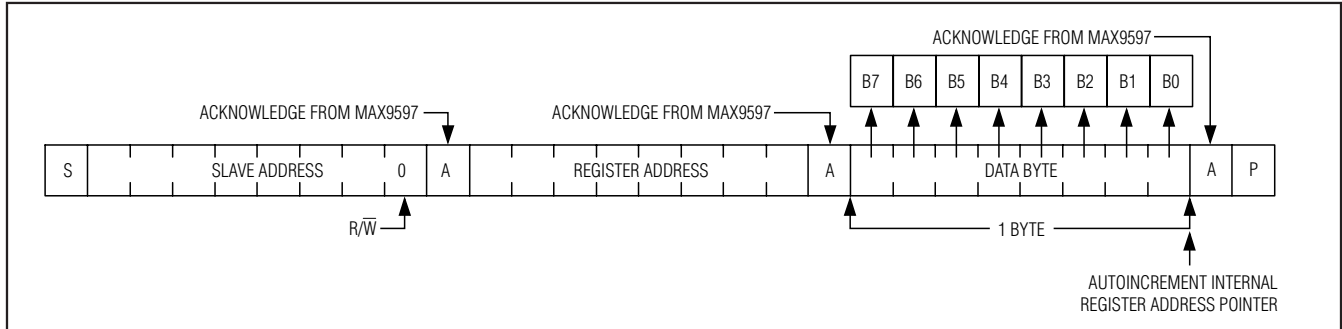 ACKNOWLEDGE FROM MAX9597
B7 B6 B5 B4 B3 B2 B1 B0
ACKNOWLEDGE FROM MAX9597 ACKNOWLEDGE FROM MAX9597
S SLAVE ADDRESS 0 A REGISTER ADDRESS A DATA BYTE A P
R/W̅ 1 BYTE
AUTOINCREMENT INTERNAL
REGISTER ADDRESS POINTER